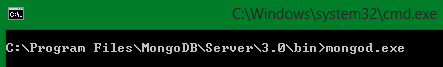 C:\Windows\system32\cmd.exe
C:\Program Files\MongoDB\Server\3.0\bin>mongod.exe